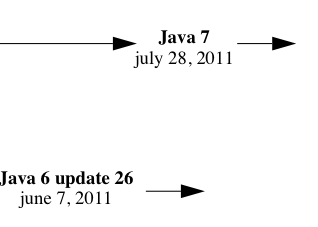 Java 7
july 28, 2011
Java 6 update 26
june 7, 2011